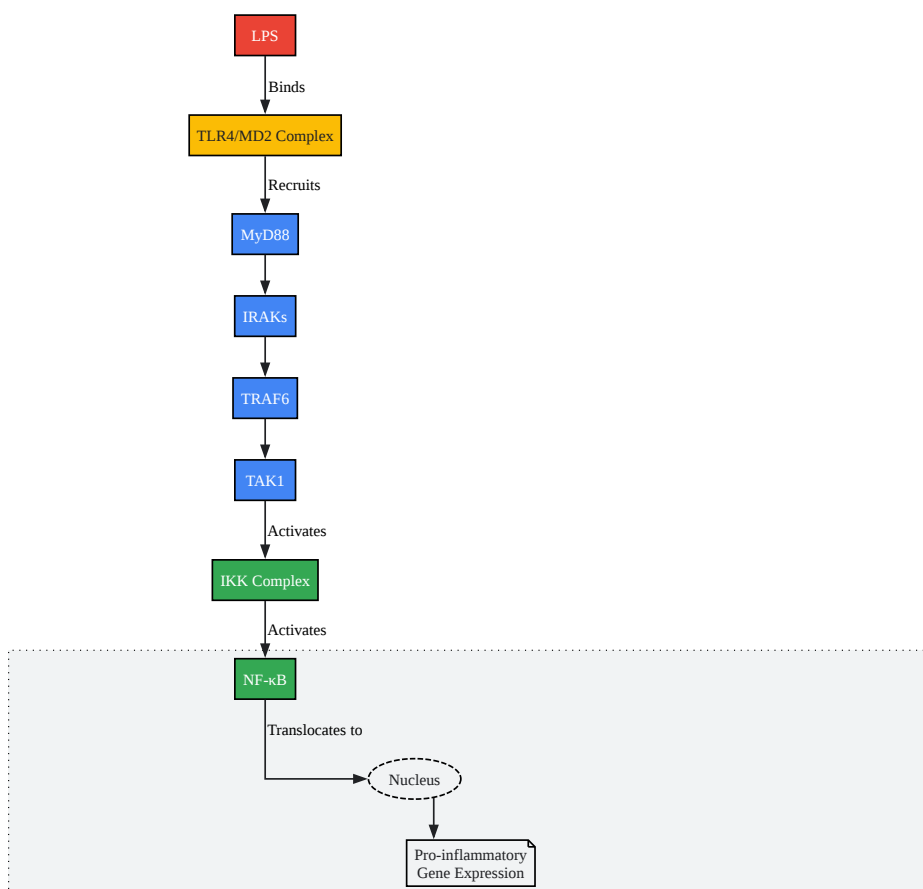 LPS
Binds
TLR4/MD2 Complex
Recruits
MyD88
IRAKs
TRAF6
TAK1
Activates
IKK Complex
Activates
NF-κB
Translocates to
Nucleus
Pro-inflammatory
Gene Expression